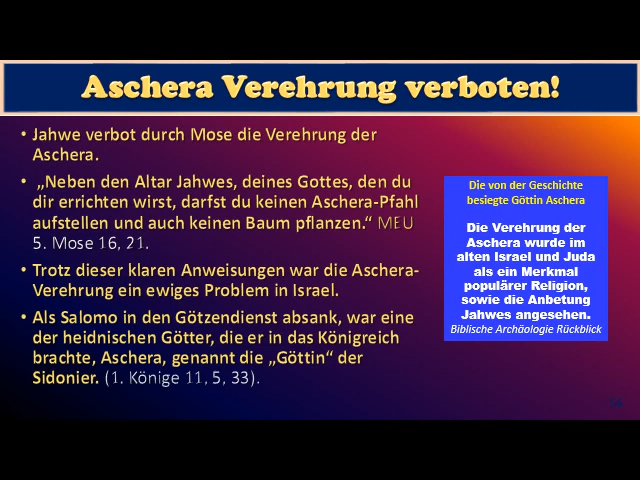 Aschera Verehrung verboten!
• Jahwe verbot durch Mose die Verehrung der
Aschera.
• „Neben den Altar Jahwes, deines Gottes, den du
dir errichten wirst, darfst du keinen Aschera-Pfahl
aufstellen und auch keinen Baum pflanzen.“ MEU
5. Mose 16, 21.
• Trotz dieser klaren Anweisungen war die Aschera-
Verehrung ein ewiges Problem in Israel.
• Als Salomo in den Götzendienst absank, war eine
der heidnischen Götter, die er in das Königreich
brachte, Aschera, genannt die „Göttin“ der
Sidonier. (1. Könige 11, 5, 33).
Die von der Geschichte
besiegte Göttin Aschera
Die Verehrung der
Aschera wurde im
alten Israel und Juda
als ein Merkmal
populärer Religion,
sowie die Anbetung
Jahwes angesehen.
Biblische Archäologie Rückblick